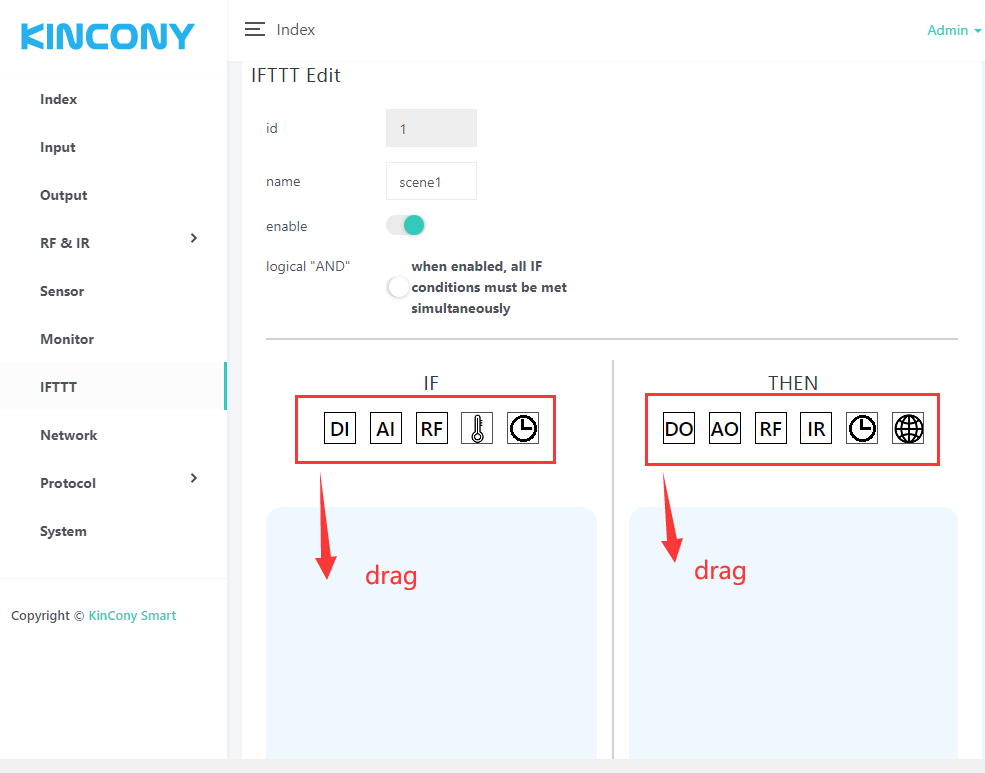 KINCONY
Index
Admin
Index
Input
Output
RF & IR
Sensor
Monitor
IFTTT
Network
Protocol
System
Copyright © KinCony Smart
IFTTT Edit
id
1
name
scene1
enable
logical "AND"
when enabled, all IF
conditions must be met
simultaneously
IF
DI AI RF
drag
THEN
DO AO RF IR
drag